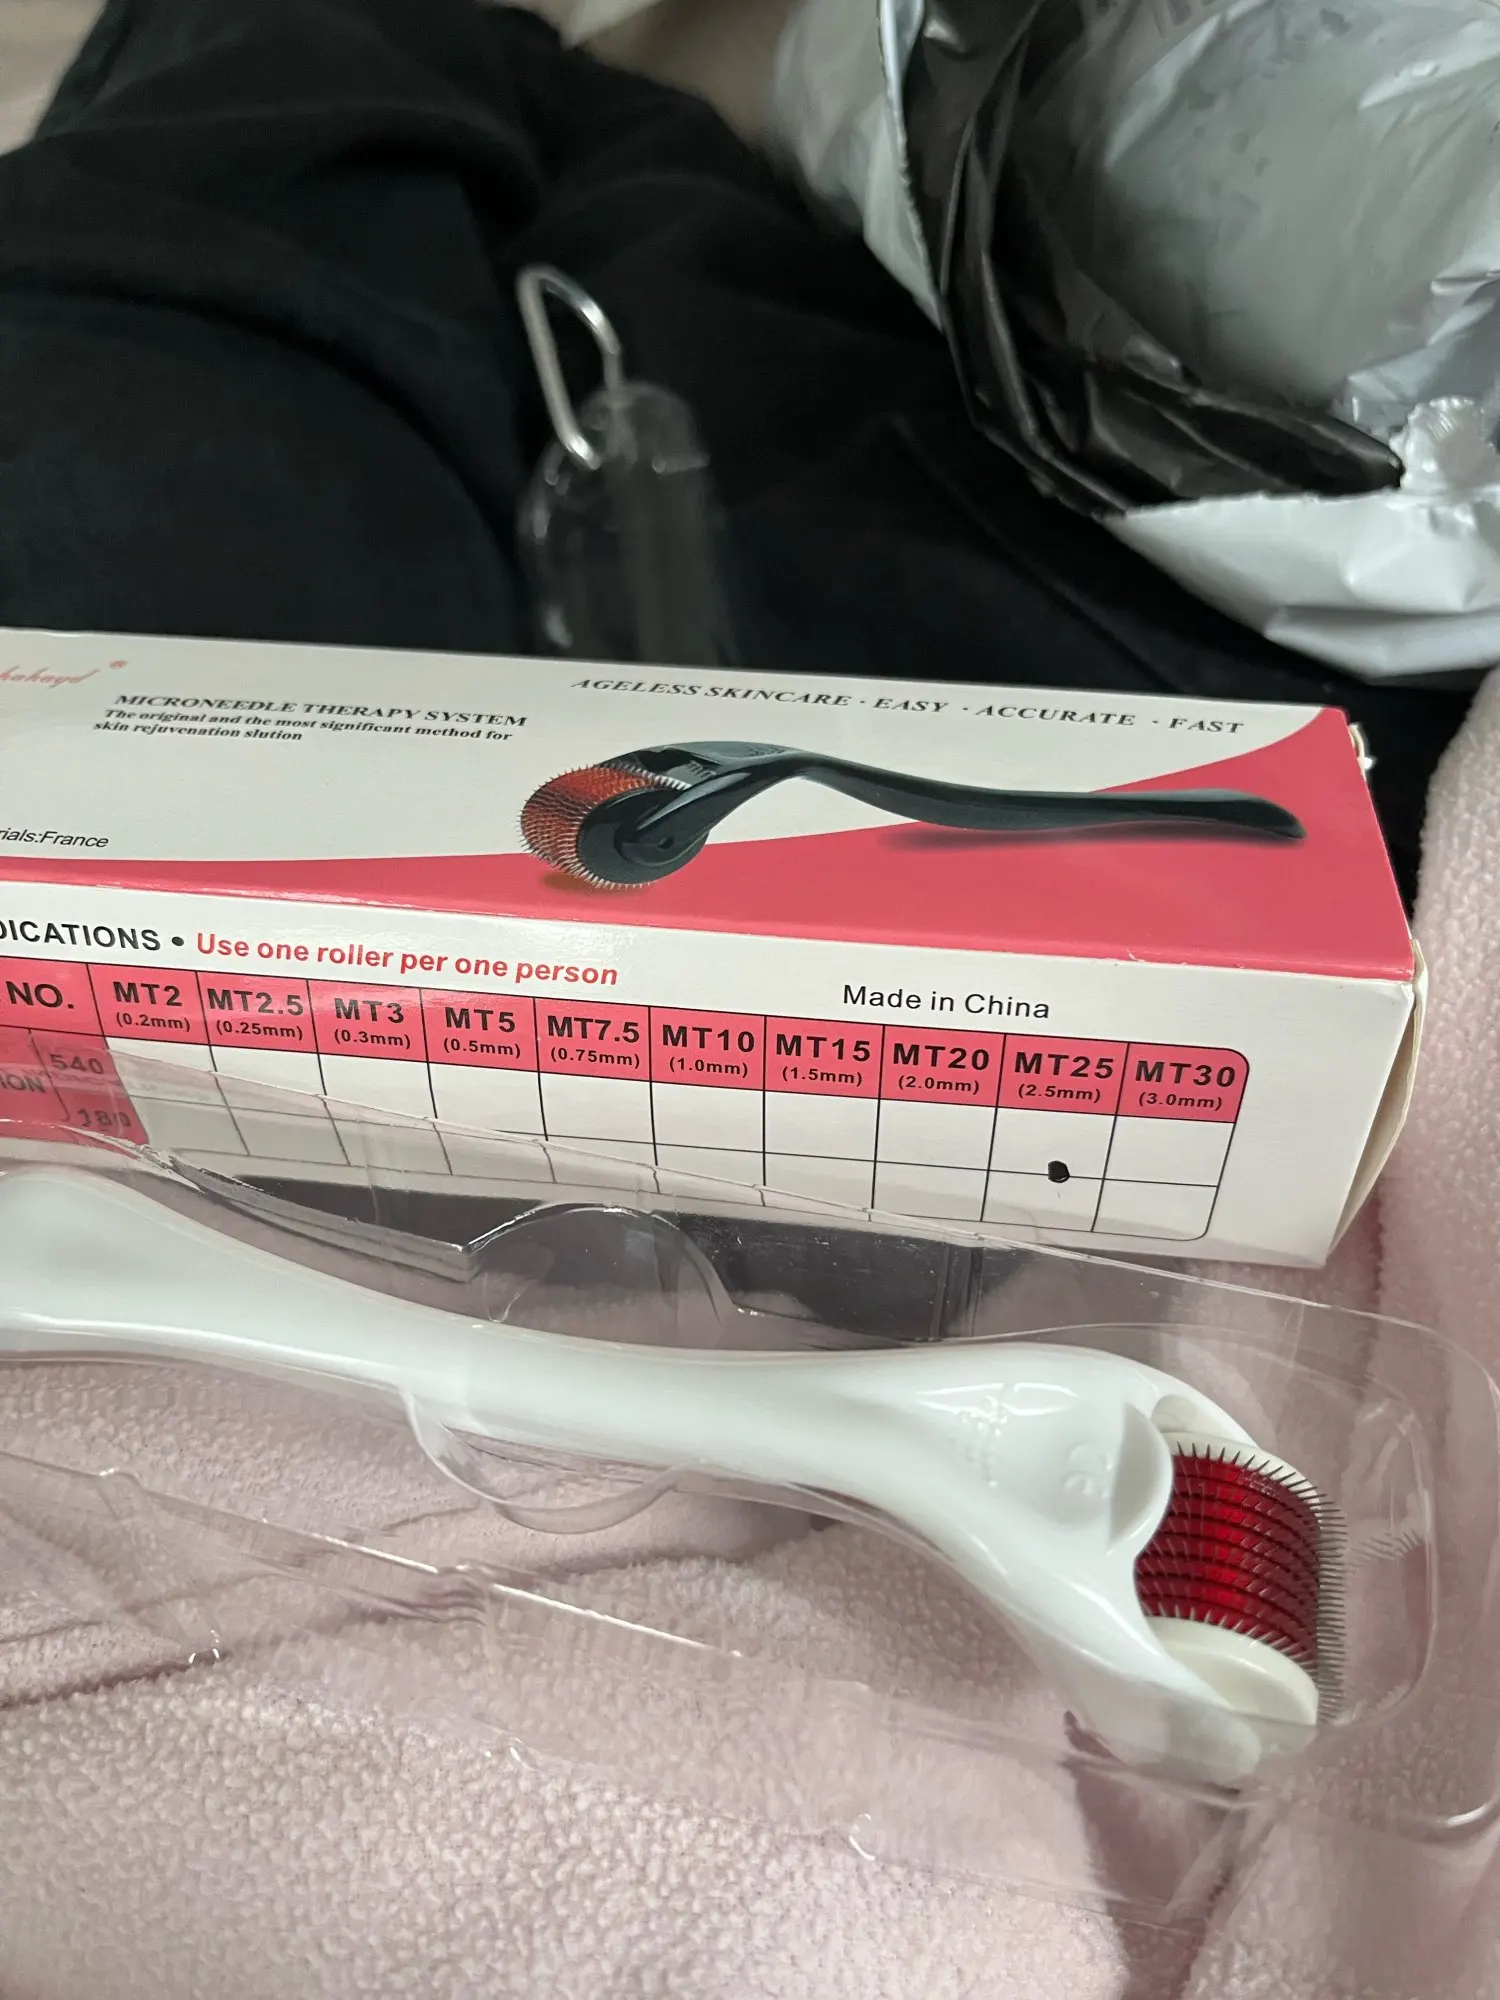 ®
MICRONEEDLE THERAPY SYSTEM
The original and the most significant method for
skin rejuvenation slution
AGELESS SKINCARE · EASY · ACCURATE · FAST
rials:France
DICATIONS • Use one roller per one person
Made in China
NO. MT2 MT2.5 MT3 MT5 MT7.5 MT10 MT15 MT20 MT25 MT30
(0.2mm) (0.25mm) (0.3mm) (0.5mm) (0.75mm) (1.0mm) (1.5mm) (2.0mm) (2.5mm) (3.0mm)
540
ION
180
CE